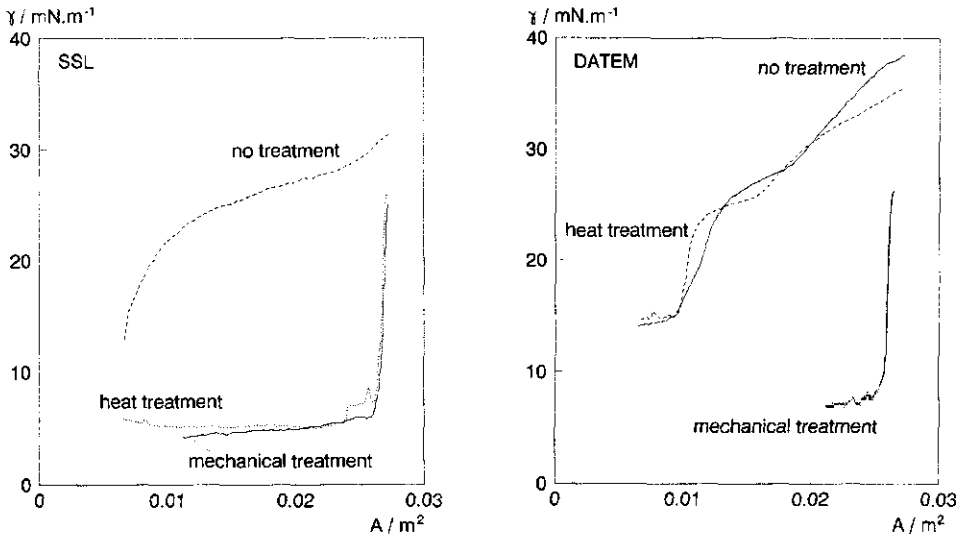 γ / mN.m⁻¹
40
SSL
no treatment
30
20
10
heat treatment
mechanical treatment
0
0 0.01 0.02 0.03
A / m²
γ / mN.m⁻¹
40
DATEM
no treatment
30
heat treatment
20
10
mechanical treatment
0
0 0.01 0.02 0.03
A / m²